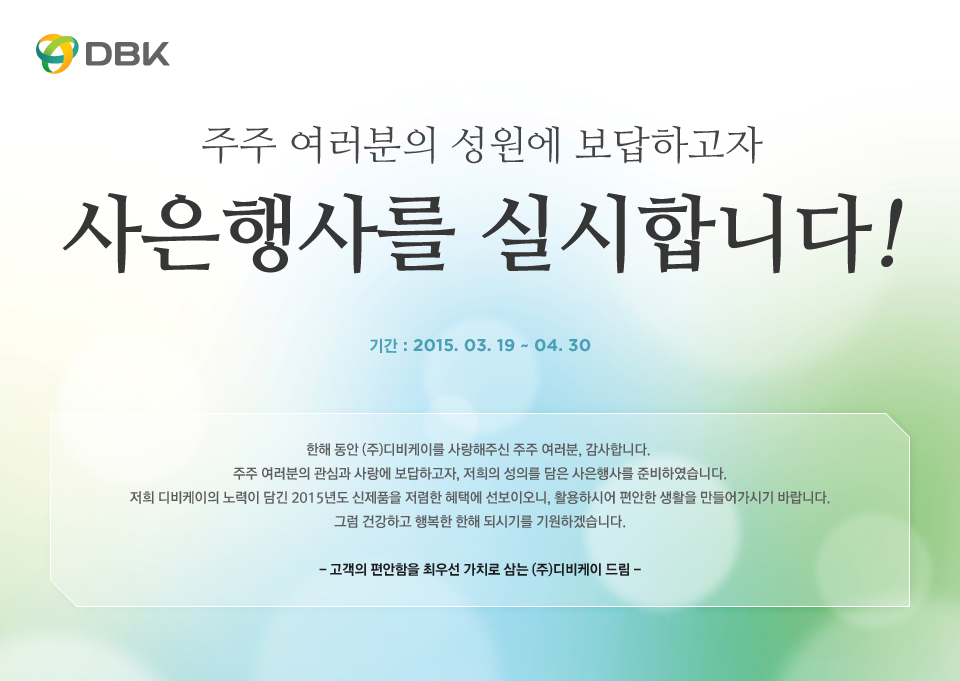 DBK
주주 여러분의 성원에 보답하고자
사은행사를 실시합니다!
기간 : 2015. 03. 19 ~ 04. 30
한해 동안 (주)디비케이를 사랑해주신 주주 여러분, 감사합니다.
주주 여러분의 관심과 사랑에 보답하고자, 저희의 성의를 담은 사은행사를 준비하였습니다.
저희 디비케이의 노력이 담긴 2015년도 신제품을 저렴한 혜택에 선보이오니, 활용하시어 편안한 생활을 만들어가시기 바랍니다.
그럼 건강하고 행복한 한해 되시기를 기원하겠습니다.
– 고객의 편안함을 최우선 가치로 삼는 (주)디비케이 드림 –